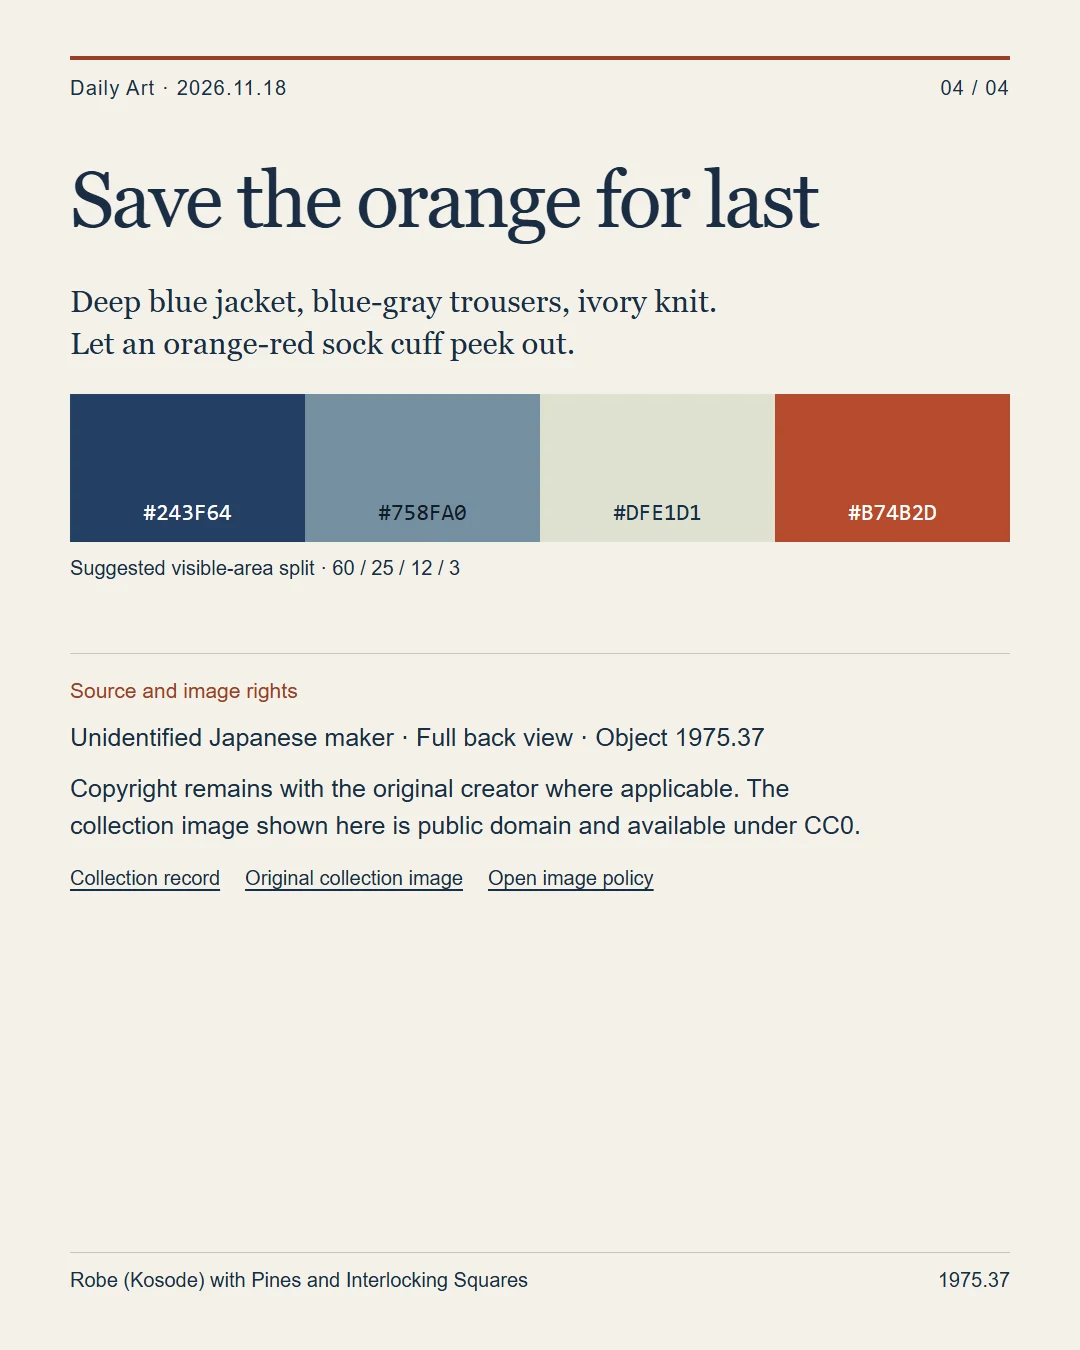 Daily Art · 2026.11.18
04 / 04
Save the orange for last
Deep blue jacket, blue-gray trousers, ivory knit.
Let an orange-red sock cuff peek out.
#243F64
#758FA0
#DFE1D1
#B74B2D
Suggested visible-area split · 60 / 25 / 12 / 3
Source and image rights
Unidentified Japanese maker · Full back view · Object 1975.37
Copyright remains with the original creator where applicable. The
collection image shown here is public domain and available under CC0.
Collection record
Original collection image
Open image policy
Robe (Kosode) with Pines and Interlocking Squares
1975.37